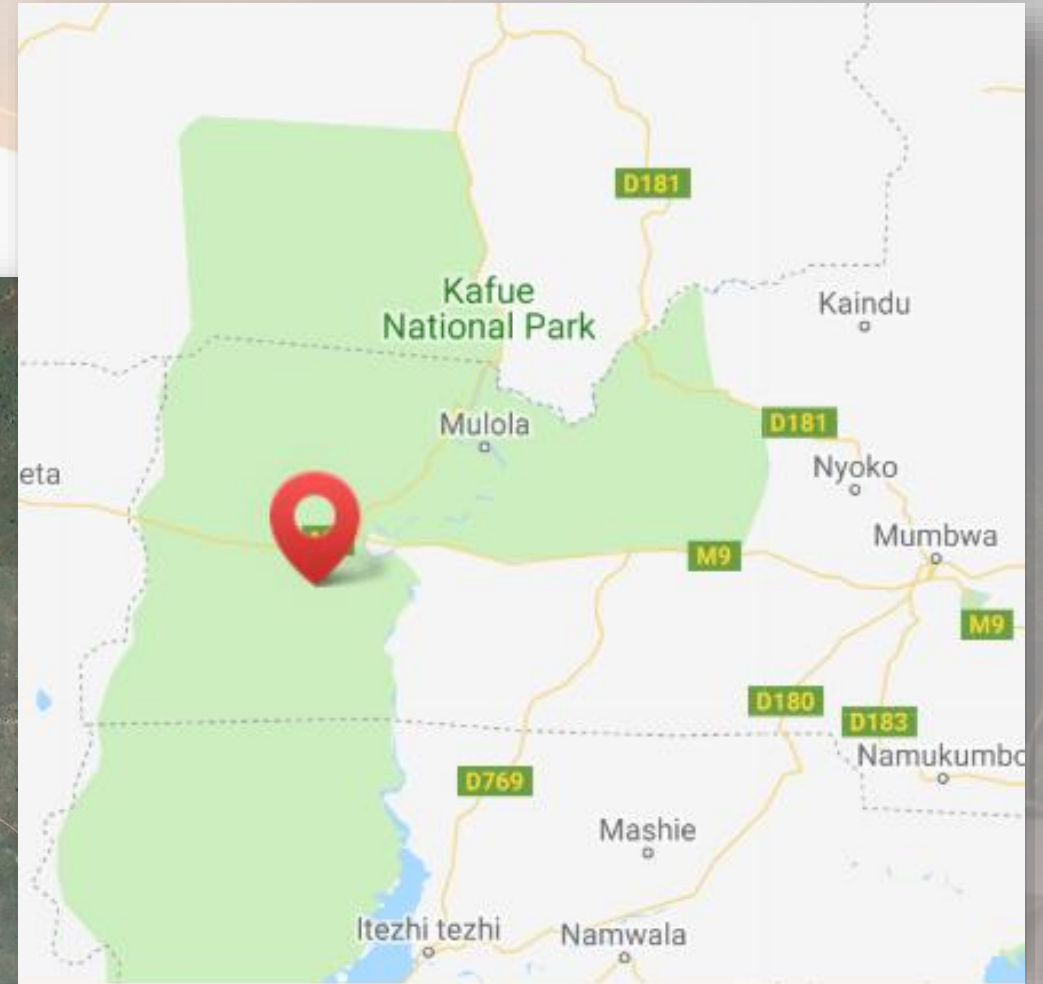 D181
Kafue
National Park
Kaindu
Mulola
D181
eta
Nyoko
Mumbwa
M9
M9
D180
D183
Namukumbo
D769
Mashie
Itezhi tezhi
Namwala